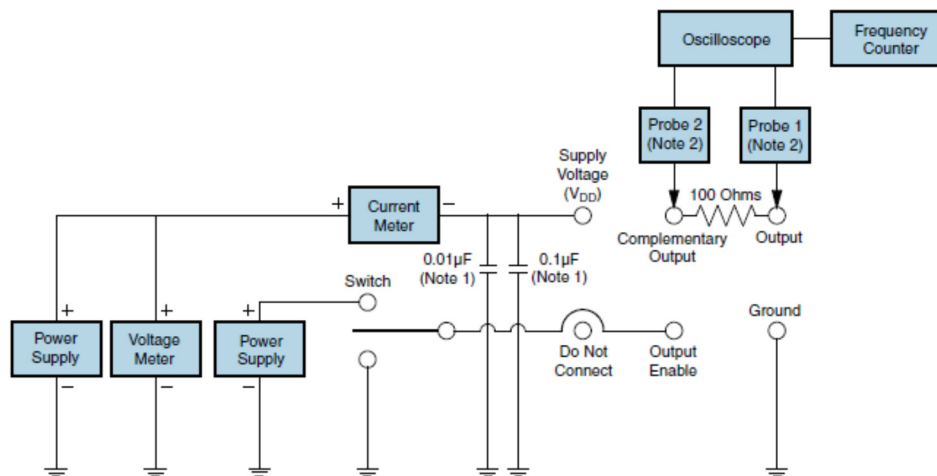 Oscilloscope
Frequency
Counter
Probe 2
(Note 2)
Probe 1
(Note 2)
Supply
Voltage
(VDD)
100 Ohms
+
Current
Meter
−
Complementary
Output
Output
0.01µF
(Note 1)
0.1µF
(Note 1)
Switch
Ground
+
Power
Supply
−
+
Voltage
Meter
−
+
Power
Supply
−
Do Not
Connect
Output
Enable